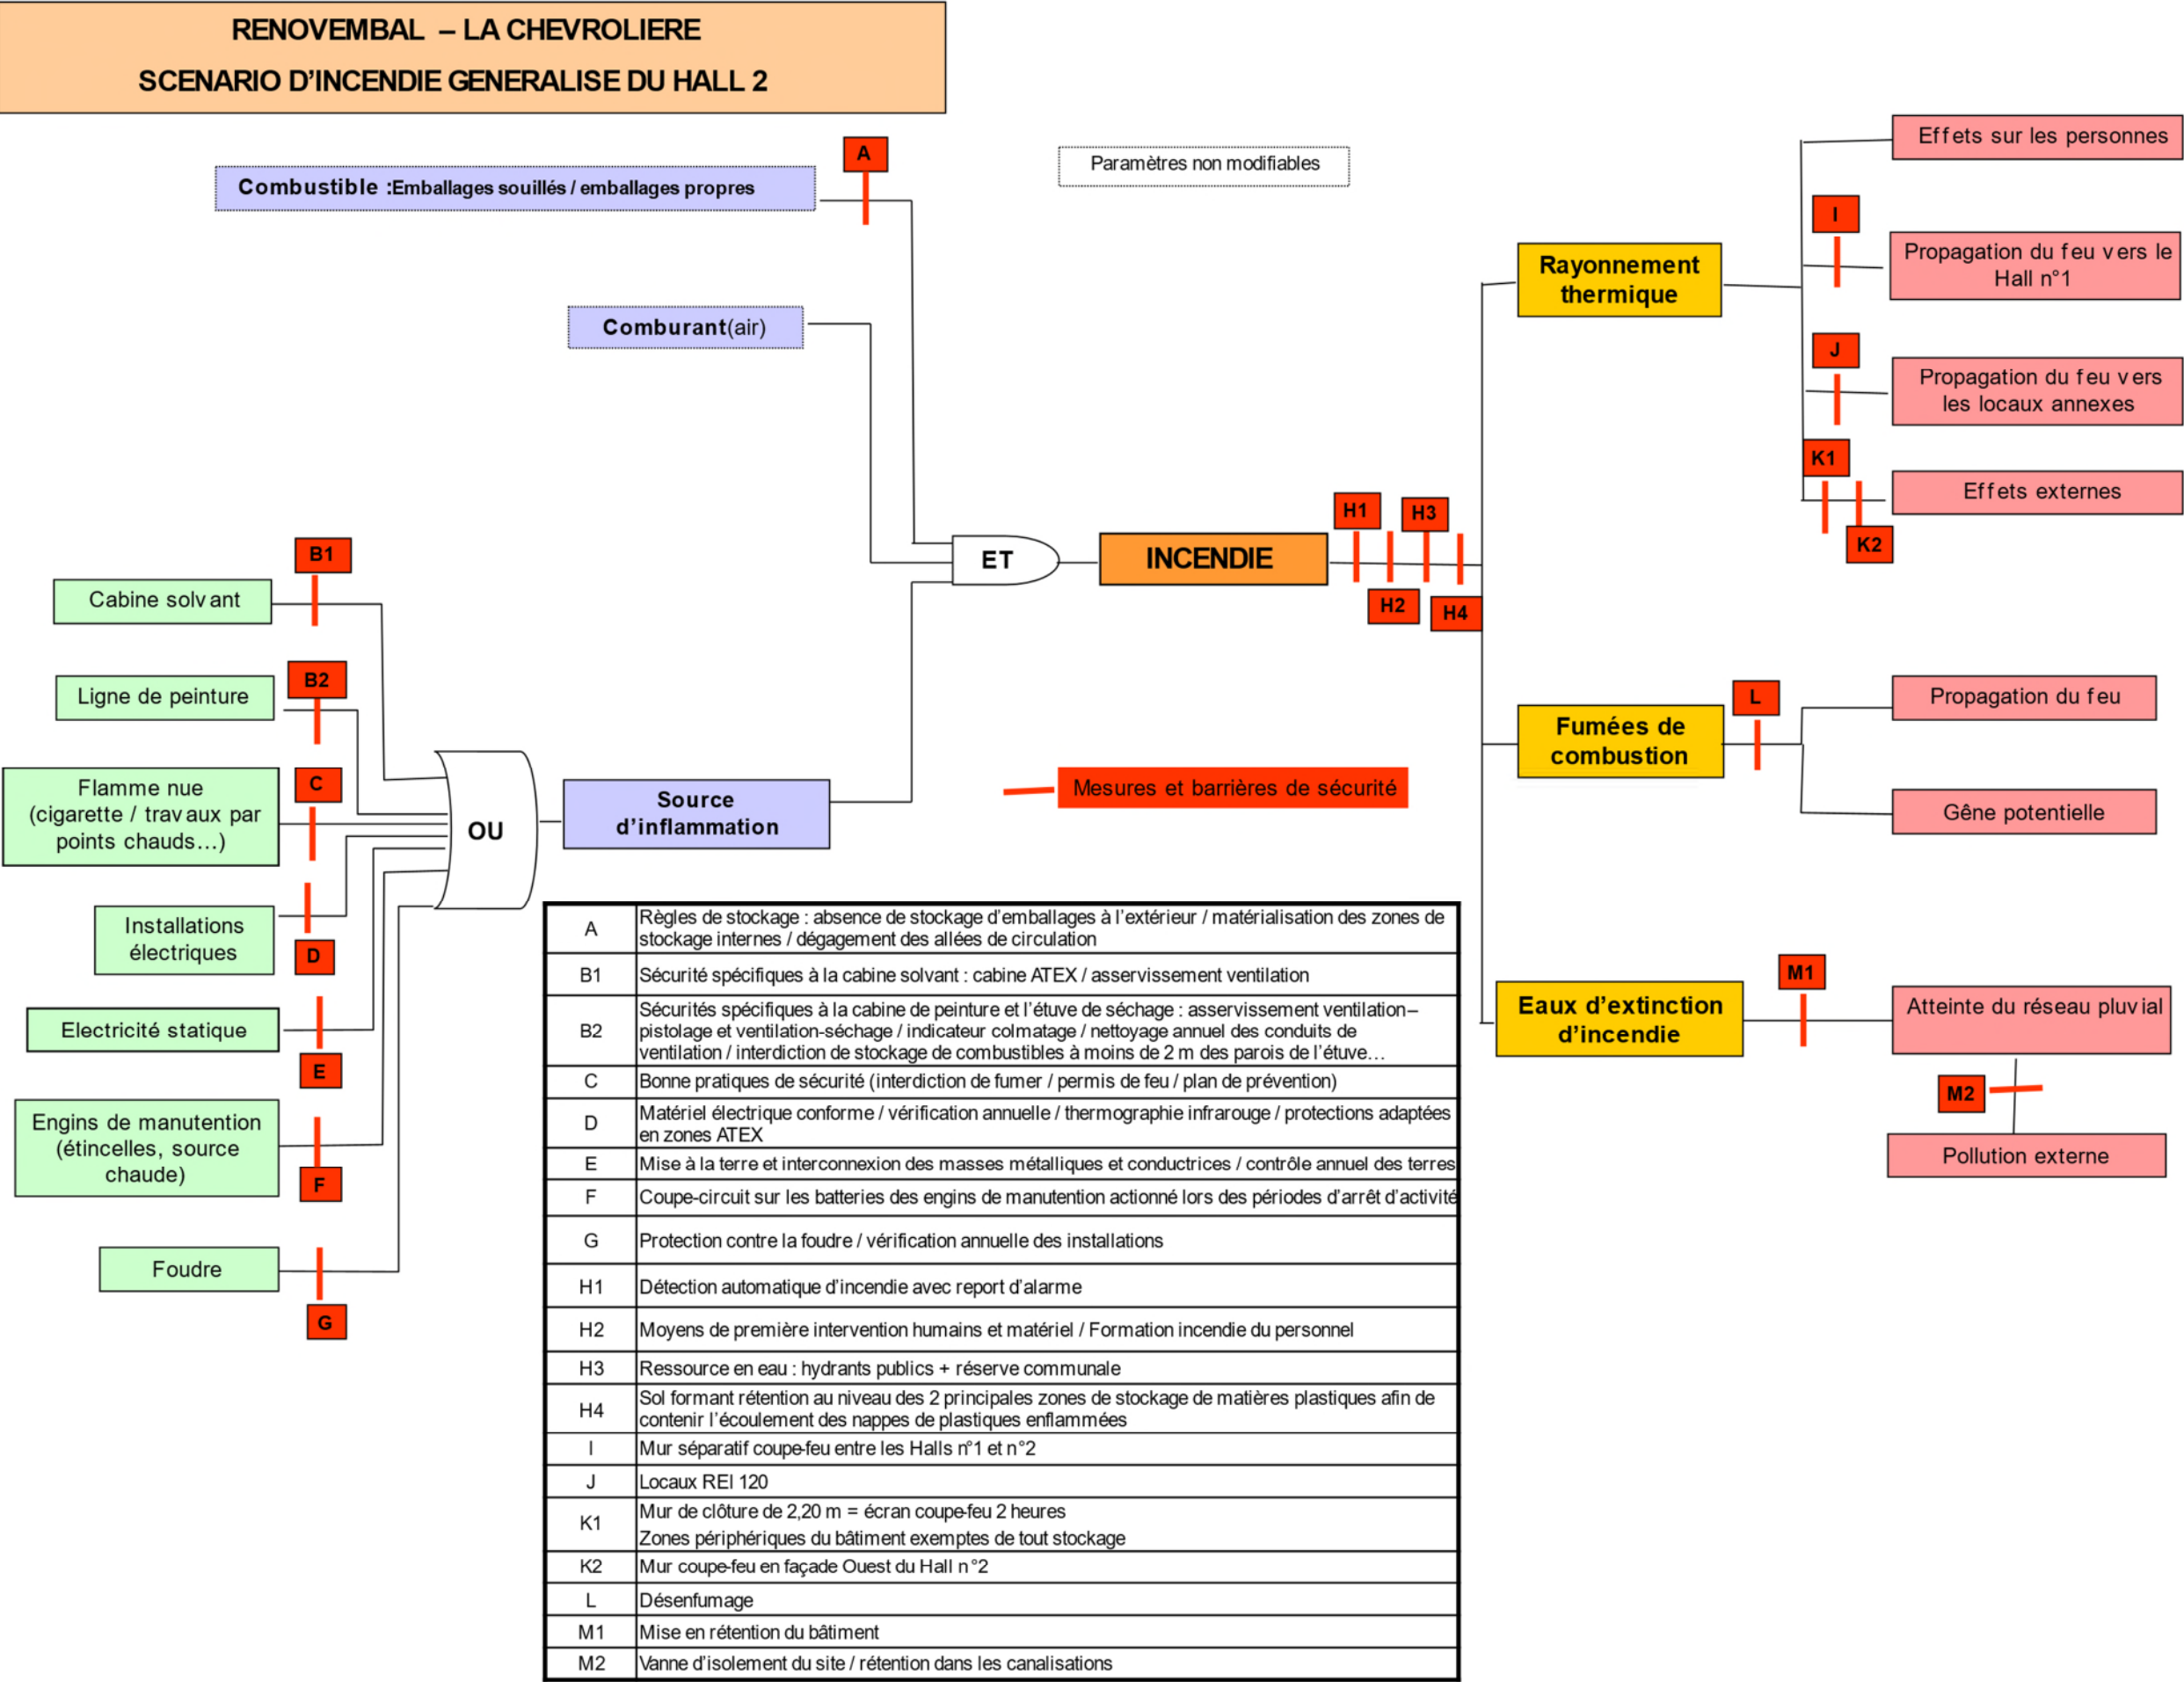 RENOVEMBAL – LA CHEVROLIERE
SCENARIO D’INCENDIE GENERALISE DU HALL 2
A
Combustible :Emballages souillés / emballages propres
Paramètres non modifiables
Comburant(air)
B1
Cabine solvant
B2
Ligne de peinture
C
Flamme nue
(cigarette / travaux par
points chauds…)
Installations
électriques
D
Electricité statique
E
Engins de manutention
(étincelles, source
chaude)
F
Foudre
G
OU
Source
d’inflammation
ET
INCENDIE
H1
H3
H2
H4
Mesures et barrières de sécurité
Rayonnement
thermique
Effets sur les personnes
I
Propagation du feu vers le
Hall n°1
J
Propagation du feu vers
les locaux annexes
K1
Effets externes
K2
Fumées de
combustion
L
Propagation du feu
Gêne potentielle
Eaux d’extinction
d’incendie
M1
Atteinte du réseau pluvial
M2
Pollution externe
A
Règles de stockage : absence de stockage d’emballages à l’extérieur / matérialisation des zones de
stockage internes / dégagement des allées de circulation
B1
Sécurité spécifiques à la cabine solvant : cabine ATEX / asservissement ventilation
B2
Sécurités spécifiques à la cabine de peinture et l’étuve de séchage : asservissement ventilation–
pistolage et ventilation-séchage / indicateur colmatage / nettoyage annuel des conduits de
ventilation / interdiction de stockage de combustibles à moins de 2 m des parois de l’étuve…
C
Bonne pratiques de sécurité (interdiction de fumer / permis de feu / plan de prévention)
D
Matériel électrique conforme / vérification annuelle / thermographie infrarouge / protections adaptées
en zones ATEX
E
Mise à la terre et interconnexion des masses métalliques et conductrices / contrôle annuel des terres
F
Coupe-circuit sur les batteries des engins de manutention actionné lors des périodes d’arrêt d’activité
G
Protection contre la foudre / vérification annuelle des installations
H1
Détection automatique d’incendie avec report d’alarme
H2
Moyens de première intervention humains et matériel / Formation incendie du personnel
H3
Ressource en eau : hydrants publics + réserve communale
H4
Sol formant rétention au niveau des 2 principales zones de stockage de matières plastiques afin de
contenir l’écoulement des nappes de plastiques enflammées
I
Mur séparatif coupe-feu entre les Halls n°1 et n°2
J
Locaux REI 120
K1
Mur de clôture de 2,20 m = écran coupe-feu 2 heures
Zones périphériques du bâtiment exemptes de tout stockage
K2
Mur coupe-feu en façade Ouest du Hall n°2
L
Désenfumage
M1
Mise en rétention du bâtiment
M2
Vanne d’isolement du site / rétention dans les canalisations